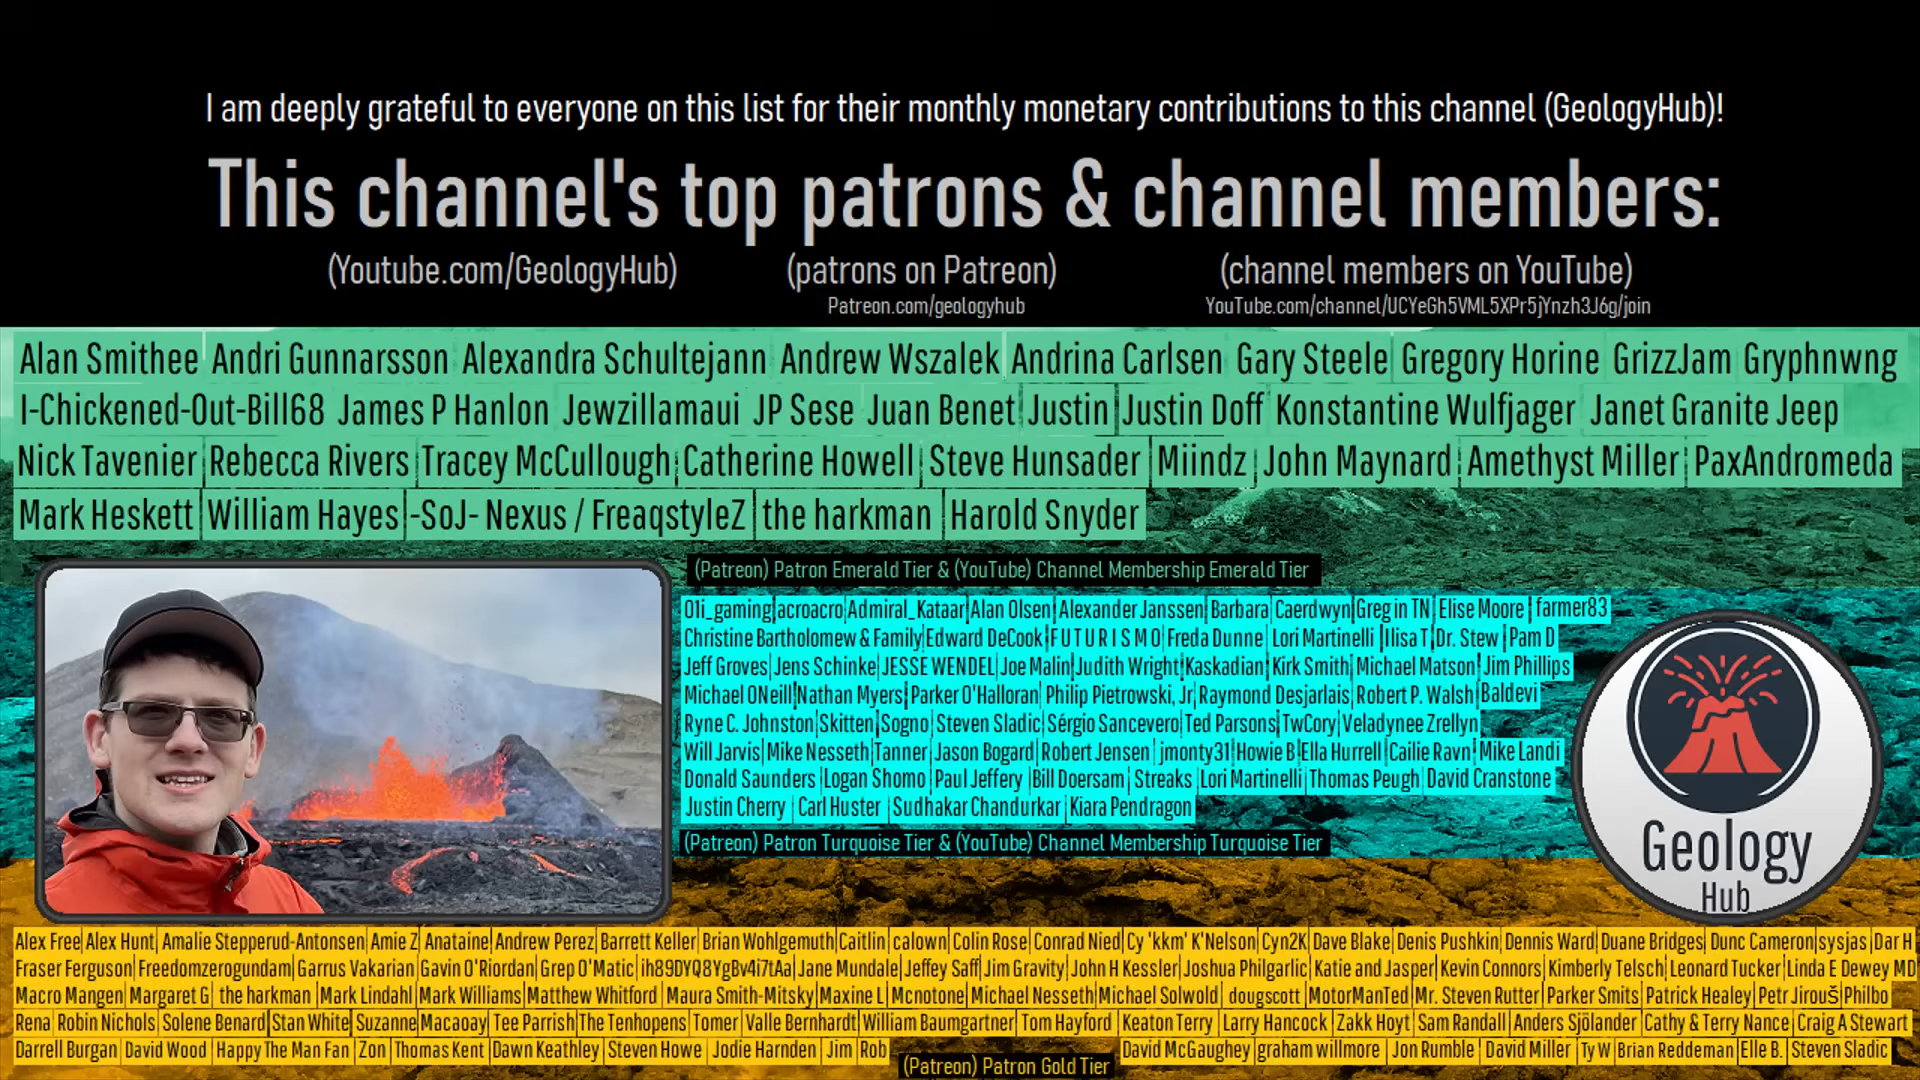 I am deeply grateful to everyone on this list for their monthly monetary contributions to this channel (GeologyHub)!
This channel's top patrons & channel members:
(Youtube.com/GeologyHub) (patrons on Patreon) (channel members on YouTube)
Patreon.com/geologyhub YouTube.com/channel/UCYeGh5VML5XPr5jYnzh3J6g/join
Alan Smithee Andri Gunnarsson Alexandra Schultejann Andrew Wszalek Andrina Carlsen Gary Steele Gregory Horine GrizzJam Gryphnwng
I-Chickened-Out-Bill68 James P Hanlon Jewzillamaui JP Sese Juan Benet Justin Justin Doff Konstantine Wulfjager Janet Granite Jeep
Nick Tavenier Rebecca Rivers Tracey McCullough Catherine Howell Steve Hunsader Miindz John Maynard Amethyst Miller PaxAndromeda
Mark Heskett William Hayes -SoJ- Nexus / FreaqstyleZ the harkman Harold Snyder
(Patreon) Patron Emerald Tier & (YouTube) Channel Membership Emerald Tier
01i_gaming acroacro Admiral_Kataar Alan Olsen Alexander Janssen Barbara Caerdwyn Greg in TN Elise Moore farmer83
Christine Bartholomew & Family Edward DeCook F U T U R I S M O Freda Dunne Lori Martinelli Ilisa T Dr. Stew Pam D
Jeff Groves Jens Schinke JESSE WENDEL Joe Malin Judith Wright Kaskadian Kirk Smith Michael Matson Jim Phillips
Michael ONeill Nathan Myers Parker O'Halloran Philip Pietrowski, Jr Raymond Desjarlais Robert P. Walsh Baldevi
Ryne C. Johnston Skitten Sogno Steven Sladic Sérgio Sancevero Ted Parsons TwCory Veladynee Zrellyn
Will Jarvis Mike Nesseth Tanner Jason Bogard Robert Jensen jmonty31 Howie B Ella Hurrell Cailie Ravn Mike Landi
Donald Saunders Logan Shomo Paul Jeffery Bill Doersam Streaks Lori Martinelli Thomas Peugh David Cranstone
Justin Cherry Carl Huster Sudhakar Chandurkar Kiara Pendragon
(Patreon) Patron Turquoise Tier & (YouTube) Channel Membership Turquoise Tier
Geology
Hub
Alex Free Alex Hunt Amalie Stepperud-Antonsen Amie Z Anataine Andrew Perez Barrett Keller Brian Wohlgemuth Caitlin calown Colin Rose Conrad Nied Cy 'kkm' K'Nelson Cyn2K Dave Blake Denis Pushkin Dennis Ward Duane Bridges Dunc Cameron sysjas Dar H
Fraser Ferguson Freedomzerogundam Garrus Vakarian Gavin O'Riordan Grep O'Matic ih89DYQ8YgBv4i7tAa Jane Mundale Jeffey Saff Jim Gravity John H Kessler Joshua Philgarlic Katie and Jasper Kevin Connors Kimberly Telsch Leonard Tucker Linda E Dewey MD
Macro Mangen Margaret G the harkman Mark Lindahl Mark Williams Matthew Whitford Maura Smith-Mitsky Maxine L Mcnotone Michael Nesseth Michael Solwold dougscott MotorManTed Mr. Steven Rutter Parker Smits Patrick Healey Petr Jirouš Philbo
Rena Robin Nichols Solene Benard Stan White Suzanne Macaoay Tee Parrish The Tenhopens Tomer Valle Bernhardt William Baumgartner Tom Hayford Keaton Terry Larry Hancock Zakk Hoyt Sam Randall Anders Sjölander Cathy & Terry Nance Craig A Stewart
Darrell Burgan David Wood Happy The Man Fan Zon Thomas Kent Dawn Keathley Steven Howe Jodie Harnden Jim Rob David McGaughey graham willmore Jon Rumble David Miller Ty W Brian Reddeman Elle B. Steven Sladic
(Patreon) Patron Gold Tier